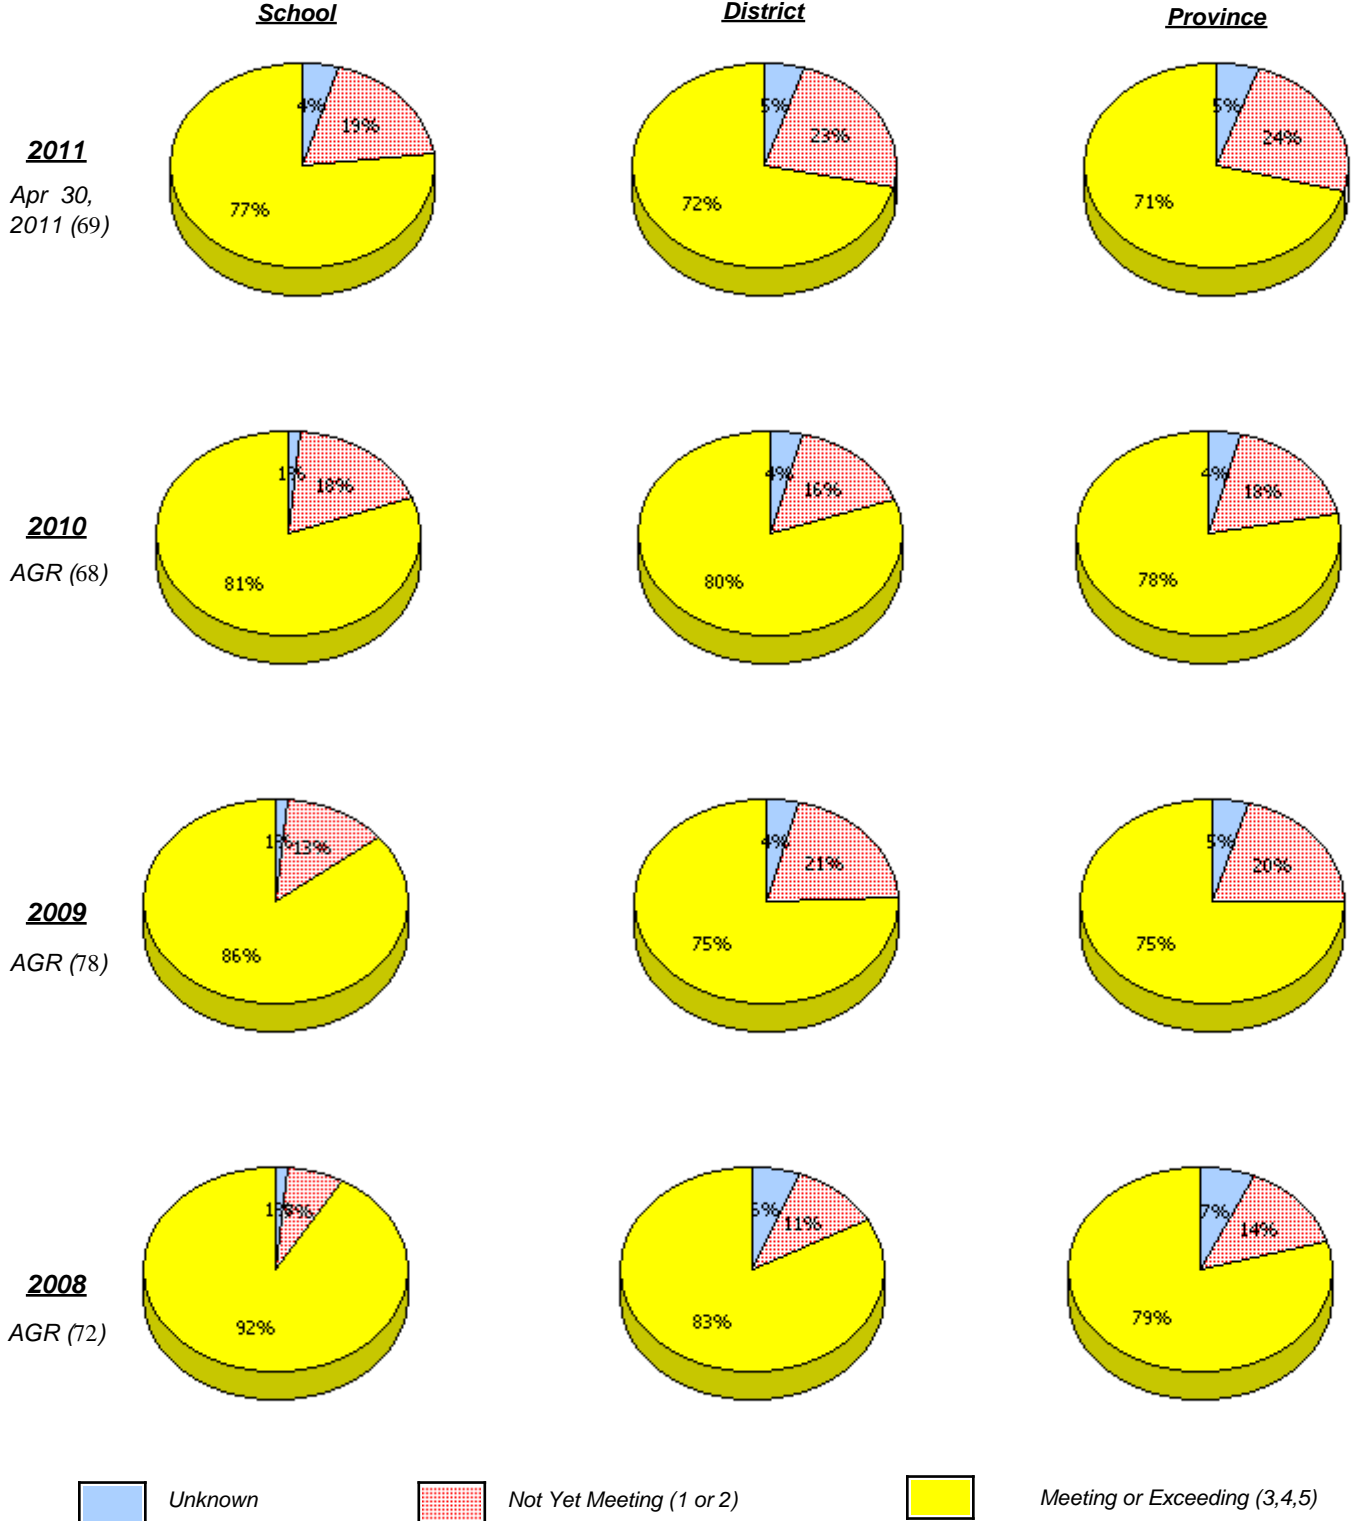 School District Province
4% 19% 77%
5% 23% 72%
5% 24% 71%
2011
Apr 30,
2011 (69)
1% 18% 81%
4% 16% 80%
4% 18% 78%
2010
AGR (68)
1% 13% 86%
4% 21% 75%
5% 20% 75%
2009
AGR (78)
1% 92%
11% 83%
7% 14% 79%
2008
AGR (72)
Unknown Not Yet Meeting (1 or 2) Meeting or Exceeding (3,4,5)